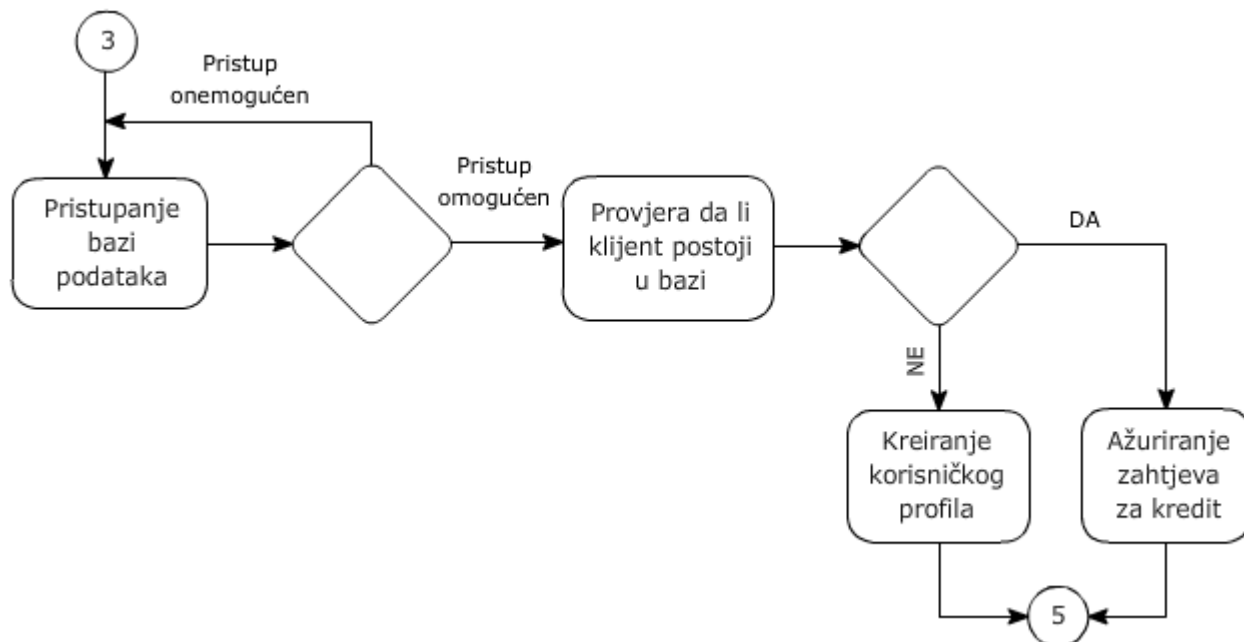 3
Pristup
onemogućen
Pristupanje
bazi
podataka
Pristup
omogućen
Provjera da li
klijent postoji
u bazi
DA
NE
Kreiranje
korisničkog
profila
Ažuriranje
zahtjeva
za kredit
5